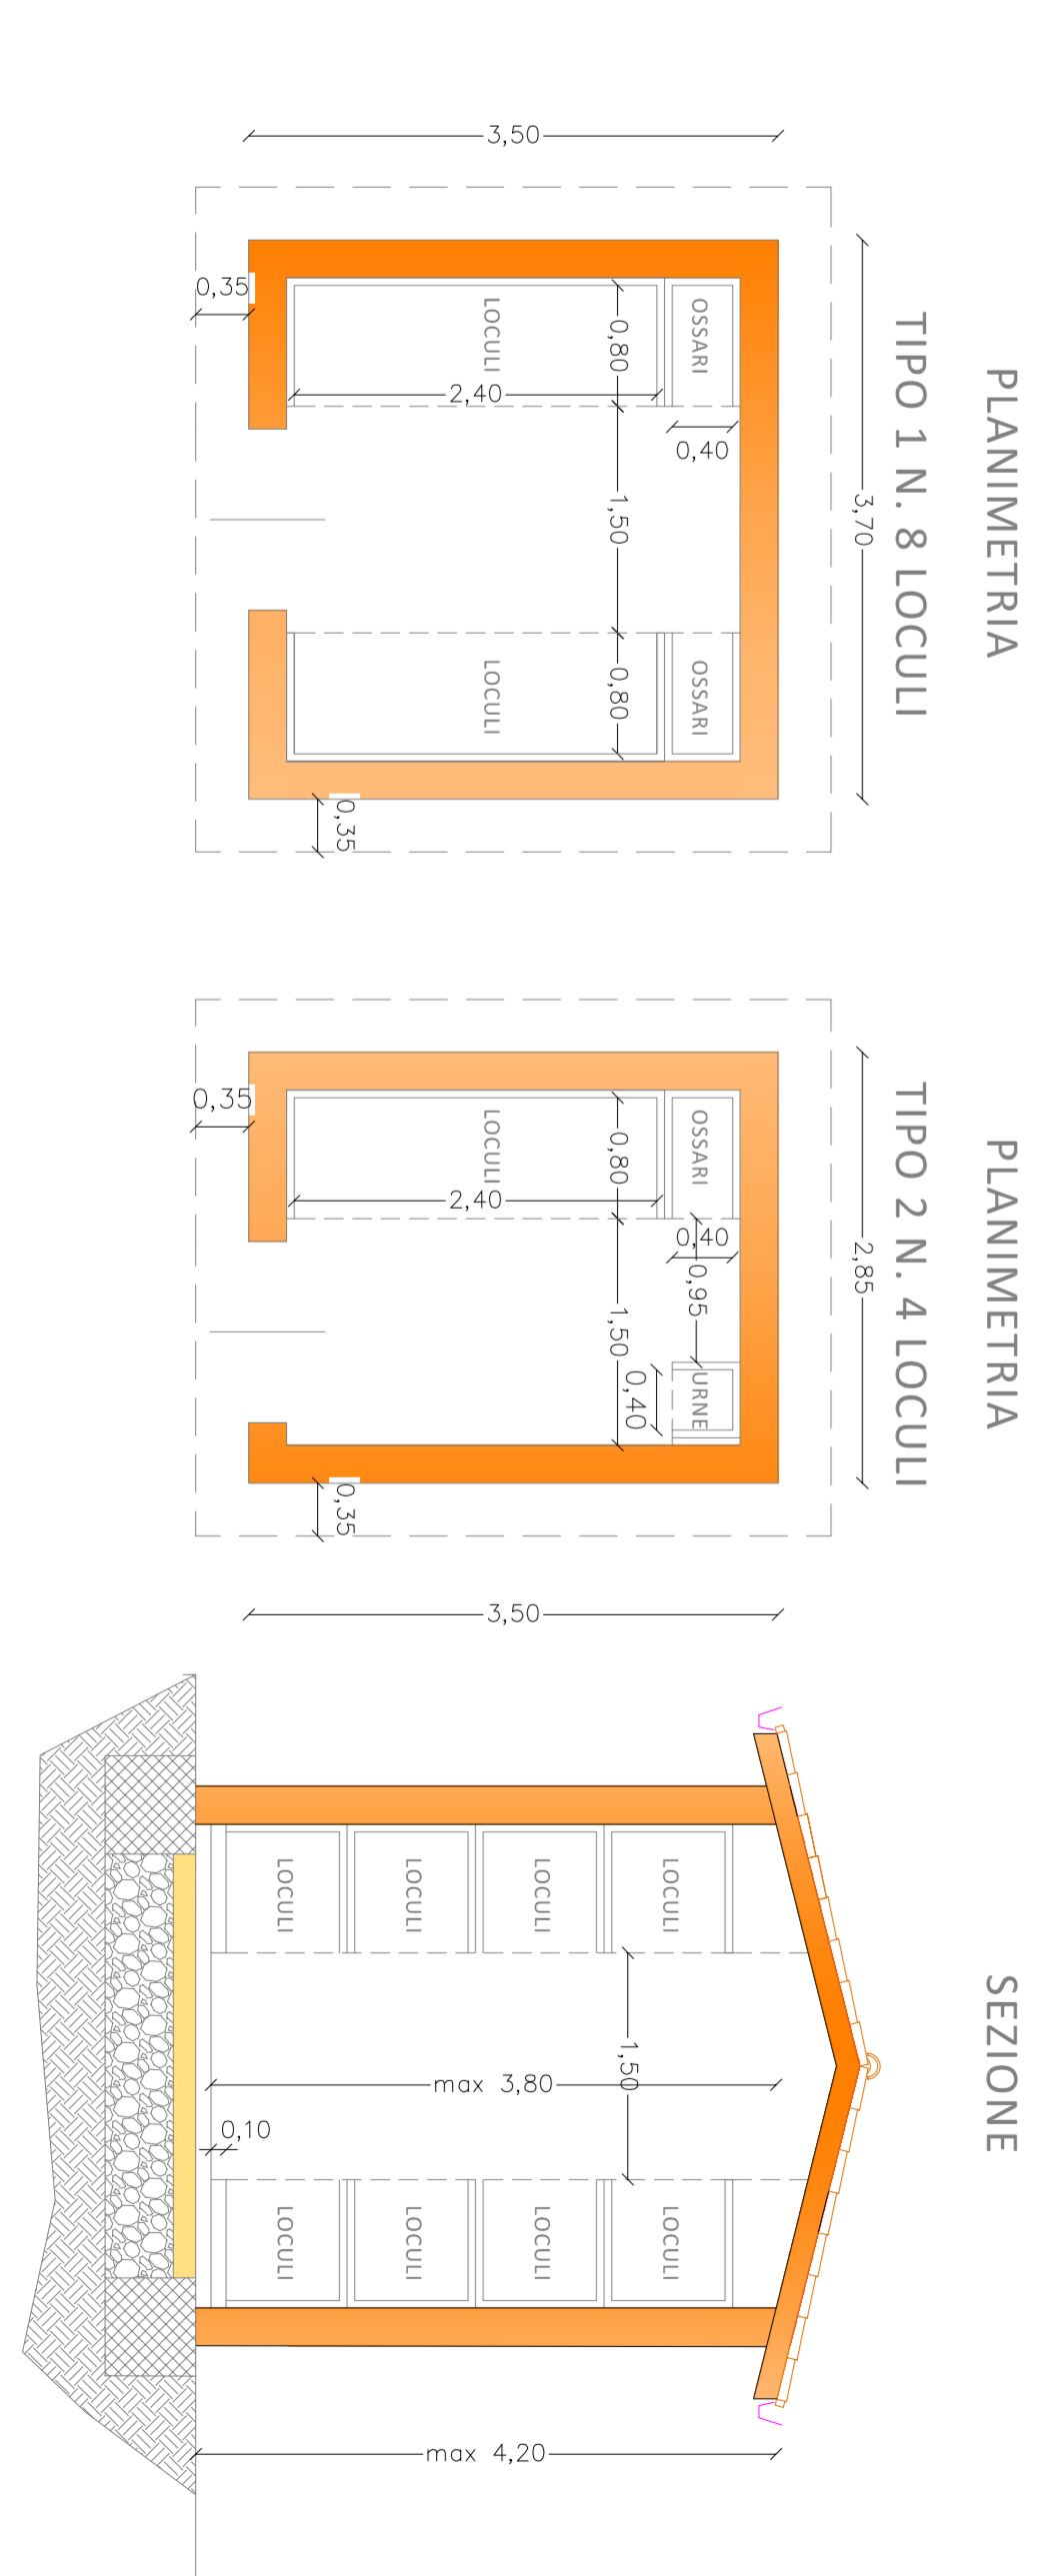 PLANIMETRIA
TIPO 1 N. 8 LOCULI
3,70
3,50
OSSARI
OSSARI
0,40
0,80
1,50
0,80
LOCULI
LOCULI
2,40
0,35
0,35
PLANIMETRIA
TIPO 2 N. 4 LOCULI
2,85
OSSARI
0,40
0,95
URNE
0,80
1,50
0,40
LOCULI
2,40
0,35
0,35
3,50
SEZIONE
LOCULI
LOCULI
1,50
LOCULI
LOCULI
max 3,80
LOCULI
LOCULI
LOCULI
LOCULI
0,10
max 4,20